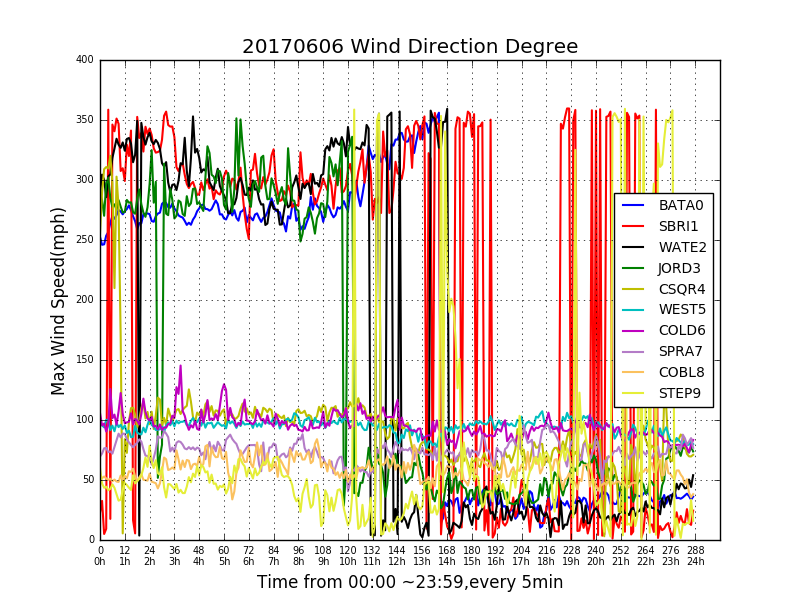 20170606 Wind Direction Degree
400
350
300
250
200
150
100
50
0
Max Wind Speed(mph)
BATA0
SBRI1
WATE2
JORD3
CSQR4
WEST5
COLD6
SPRA7
COBL8
STEP9
0 12 24 36 48 60 72 84 96 108 120 132 144 156 168 180 192 204 216 228 240 252 264 276 288
0h 1h 2h 3h 4h 5h 6h 7h 8h 9h 10h 11h 12h 13h 14h 15h 16h 17h 18h 19h 20h 21h 22h 23h 24h
Time from 00:00 ~23:59,every 5min